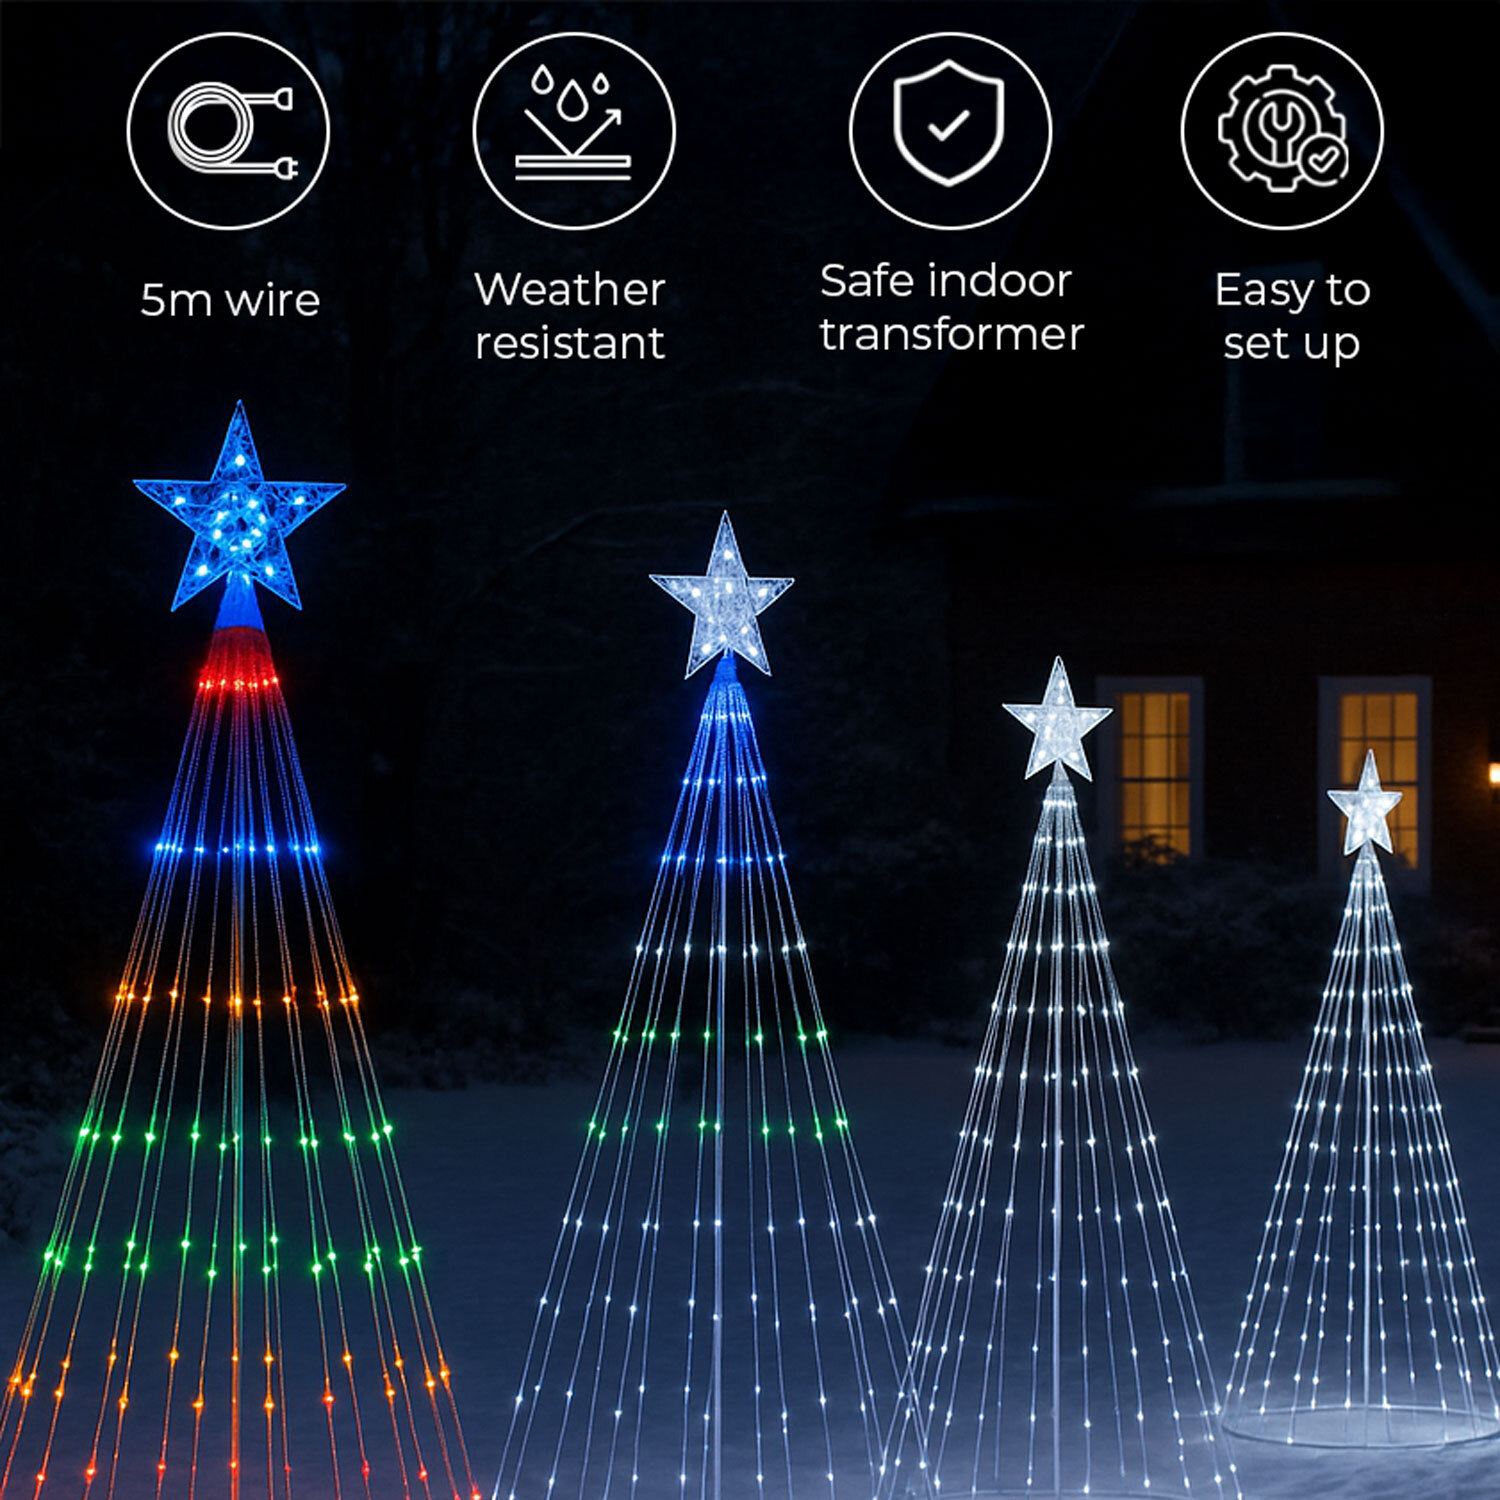 5m wire
Weather
resistant
Safe indoor
transformer
Easy to
set up